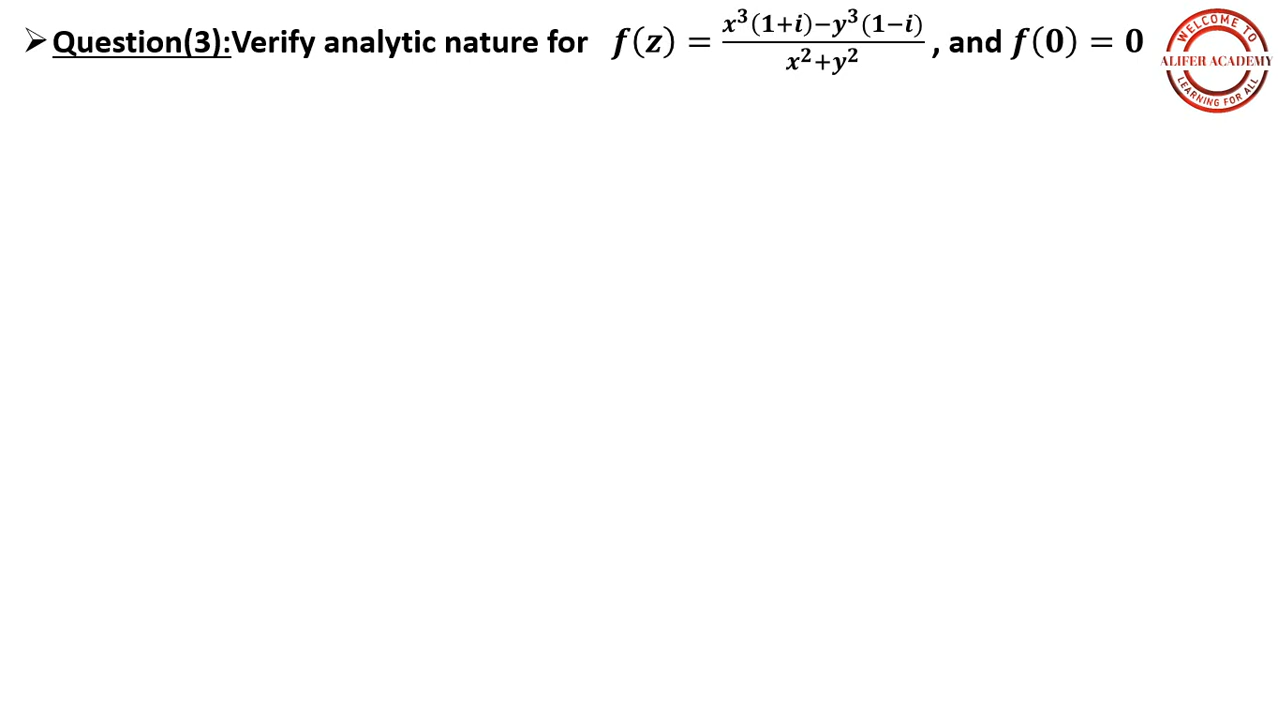 ➢Question(3):Verify analytic nature for f(z) = \frac{x³(1+i)−y³(1−i)}{x²+y²} , and f(0) = 0
WELCOME TO
ALIFER ACADEMY
LEARNING FOR ALL